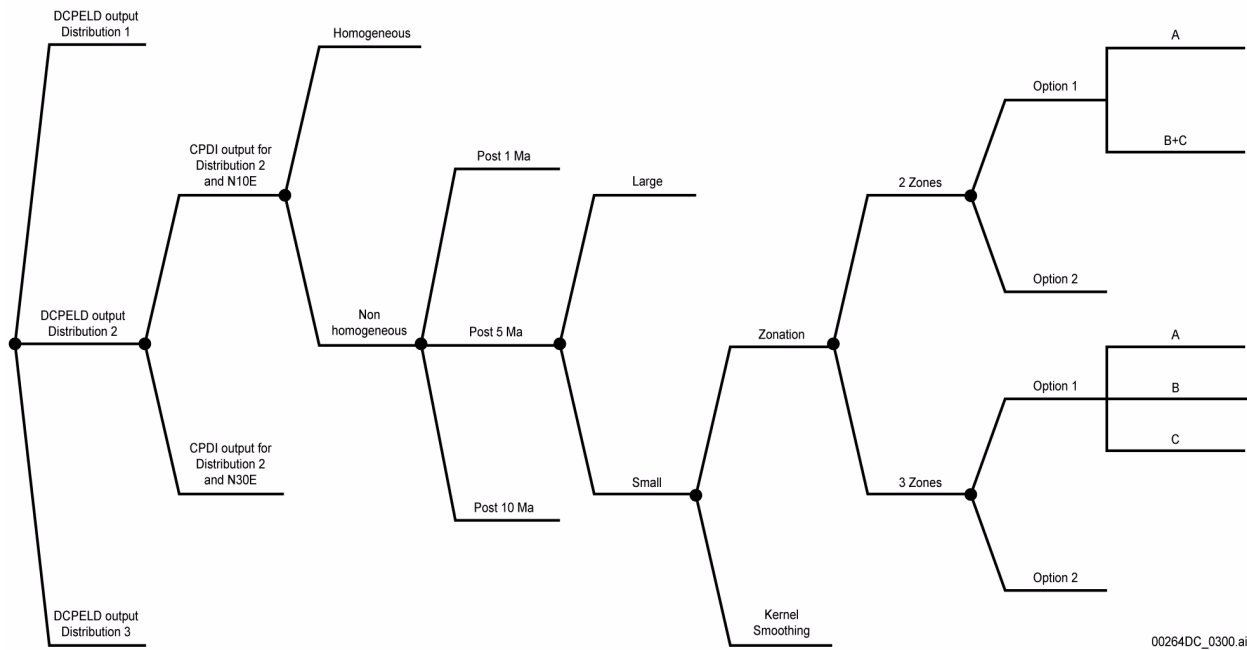 DCPELD output
Distribution 1
DCPELD output
Distribution 2
DCPELD output
Distribution 3
CPDI output for
Distribution 2
and N10E
CPDI output for
Distribution 2
and N30E
Homogeneous
Non
homogeneous
Post 1 Ma
Post 5 Ma
Post 10 Ma
Large
Small
Zonation
Kernel
Smoothing
2 Zones
3 Zones
Option 1
Option 2
Option 1
Option 2
A
B+C
A
B
C
00264DC_0300.ai